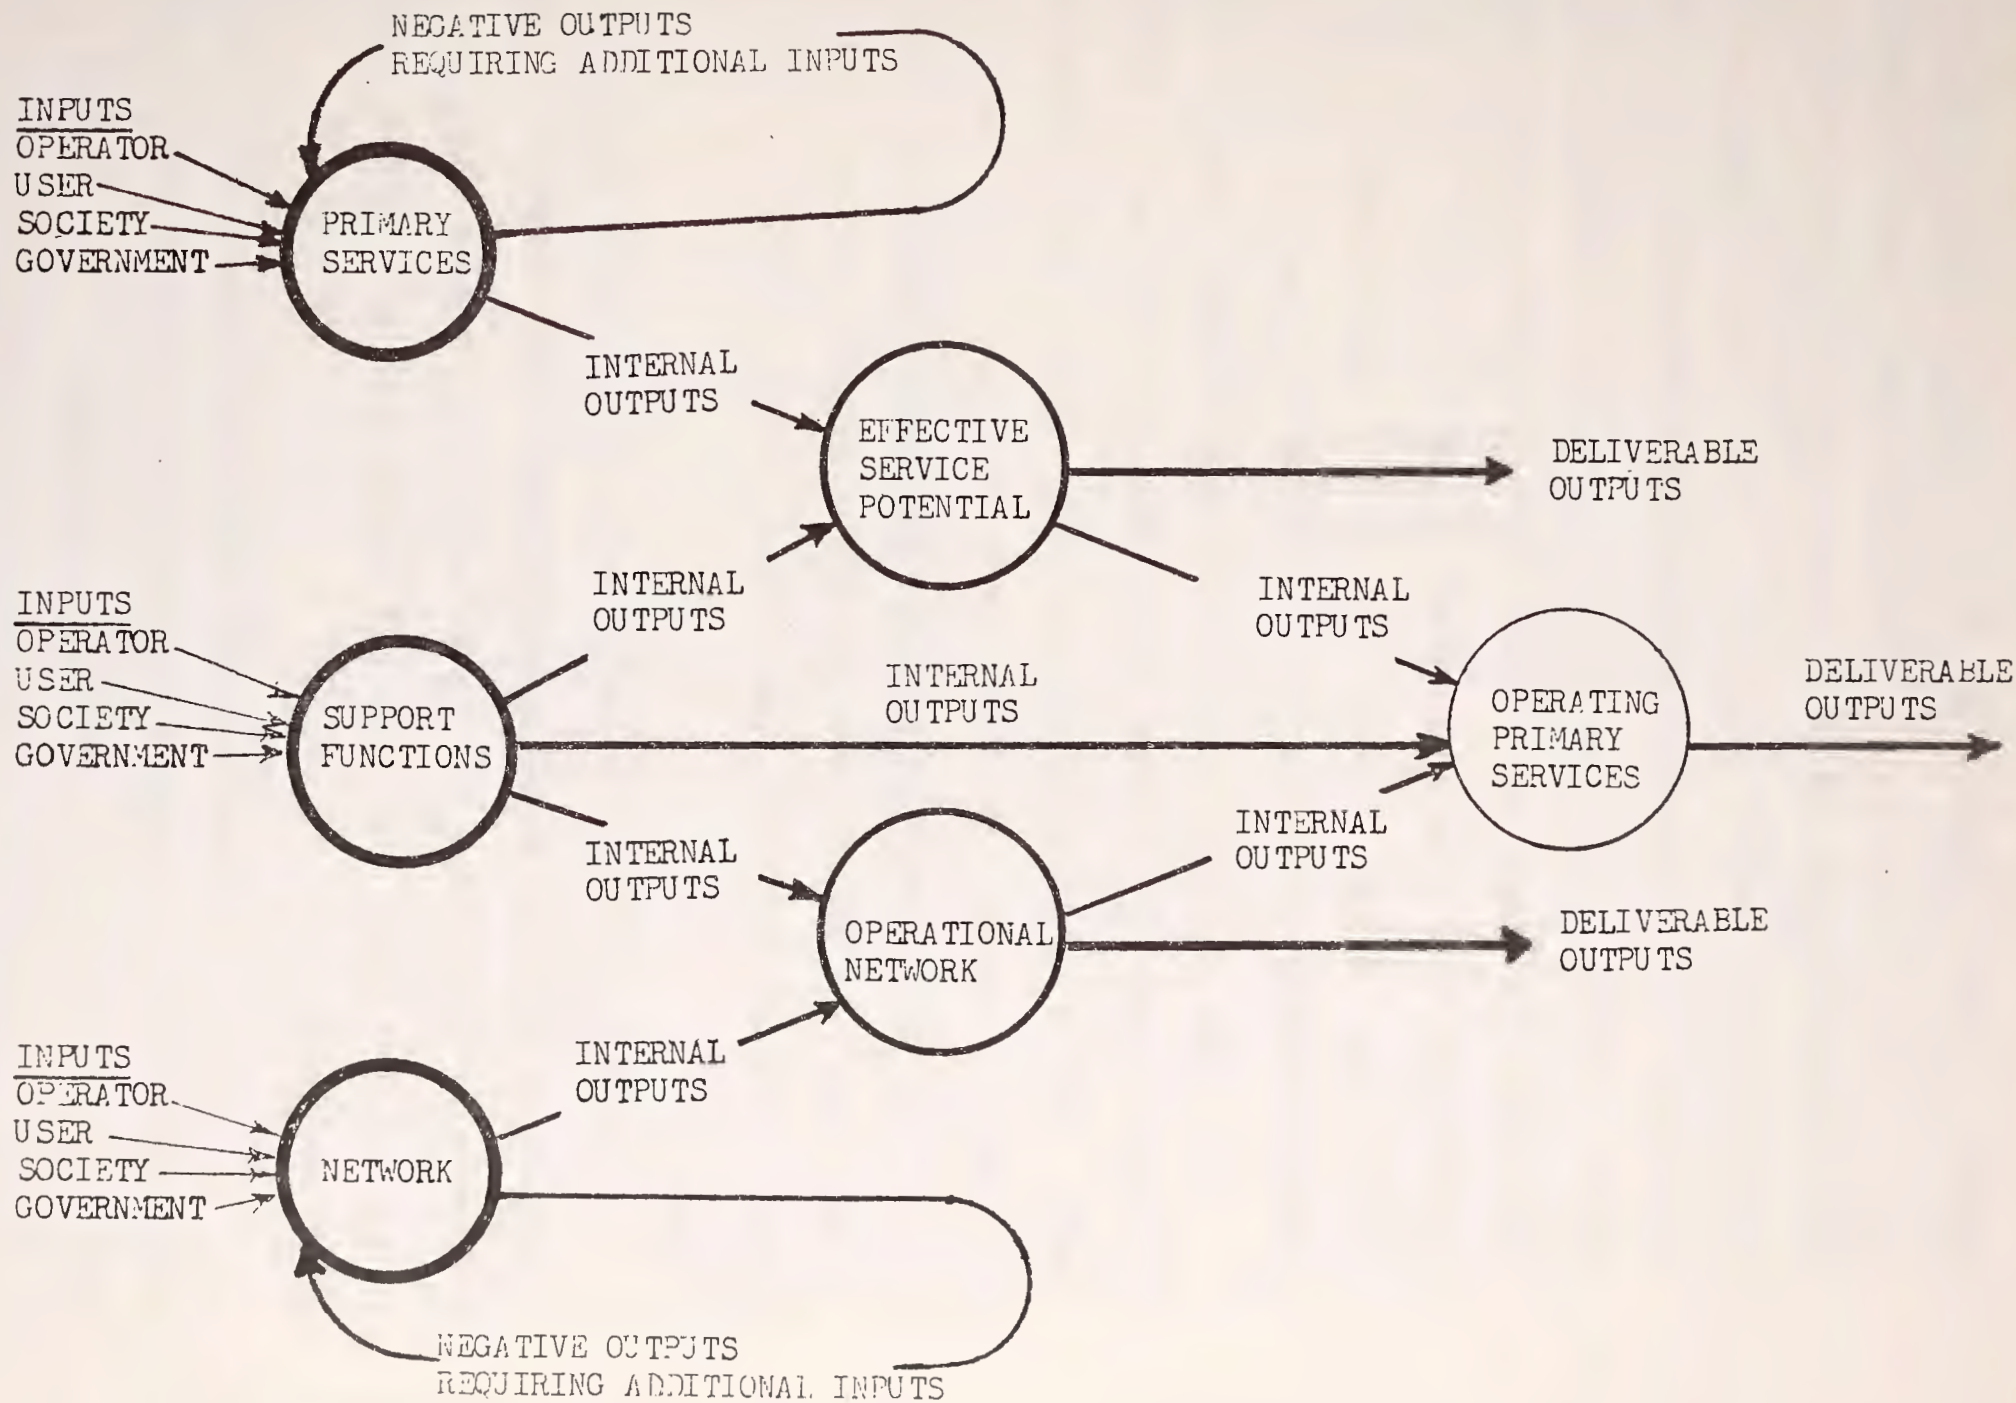 NEGATIVE OUTPUTS
REQUIRING ADDITIONAL INPUTS
INPUTS
OPERATOR
USER
SOCIETY
GOVERNMENT
PRIMARY
SERVICES
INTERNAL
OUTPUTS
EFFECTIVE
SERVICE
POTENTIAL
DELIVERABLE
OUTPUTS
INTERNAL
OUTPUTS
INTERNAL
OUTPUTS
INPUTS
OPERATOR
USER
SOCIETY
GOVERNMENT
SUPPORT
FUNCTIONS
INTERNAL
OUTPUTS
OPERATING
PRIMARY
SERVICES
DELIVERABLE
OUTPUTS
INTERNAL
OUTPUTS
INTERNAL
OUTPUTS
OPERATIONAL
NETWORK
DELIVERABLE
OUTPUTS
INPUTS
OPERATOR
USER
SOCIETY
GOVERNMENT
NETWORK
INTERNAL
OUTPUTS
NEGATIVE OUTPUTS
REQUIRING ADDITIONAL INPUTS